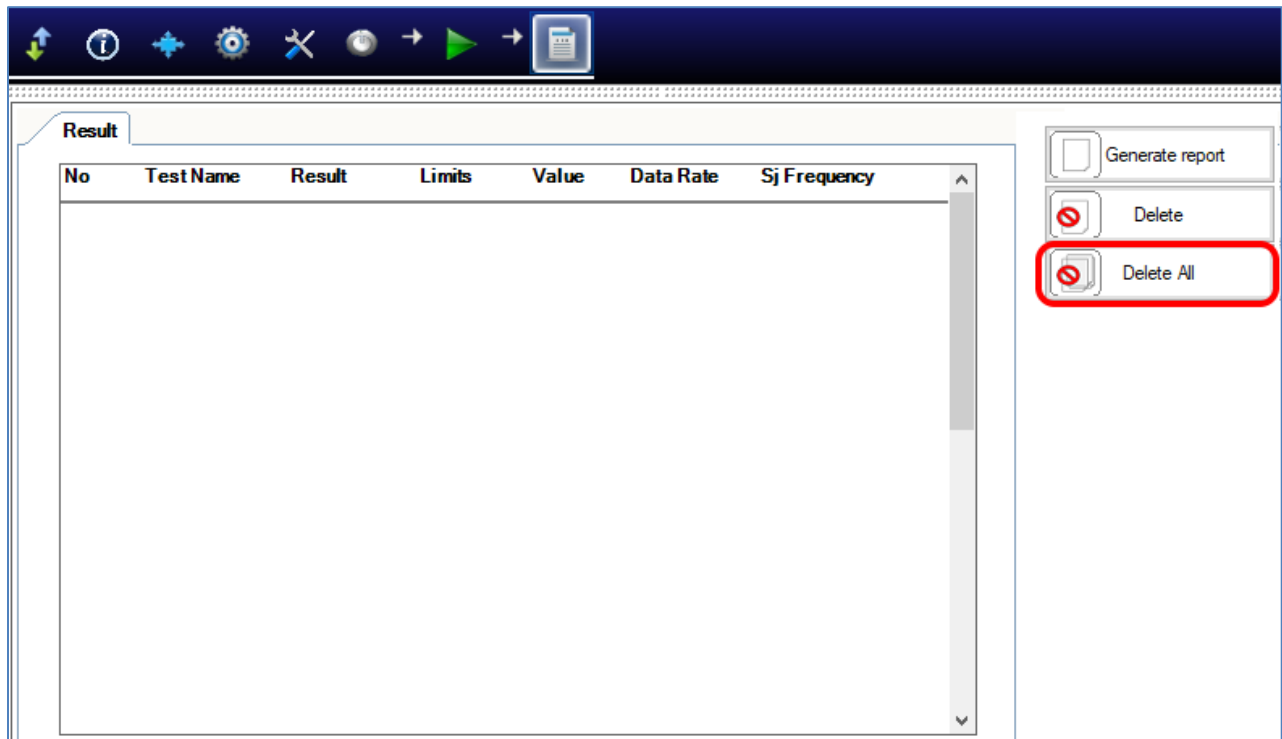 Result
No Test Name Result Limits Value Data Rate Sj Frequency
Generate report
Delete
Delete All